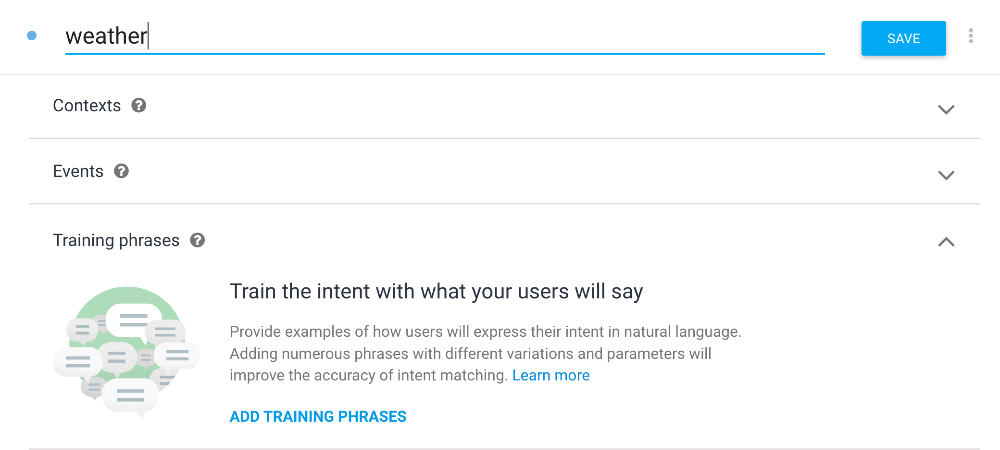 weather
SAVE
Contexts
Events
Training phrases
Train the intent with what your users will say
Provide examples of how users will express their intent in natural language.
Adding numerous phrases with different variations and parameters will
improve the accuracy of intent matching. Learn more
ADD TRAINING PHRASES